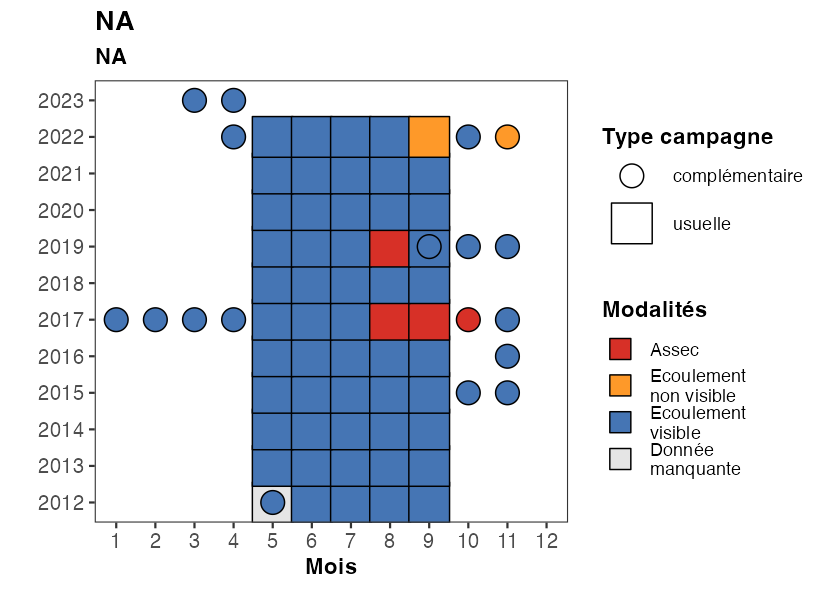 NA
NA
2023
2022
2021
2020
2019
2018
2017
2016
2015
2014
2013
2012
1 2 3 4 5 6 7 8 9 10 11 12
Mois
Type campagne
complémentaire
usuelle
Modalités
Assec
Ecoulement
non visible
Ecoulement
visible
Donnée
manquante